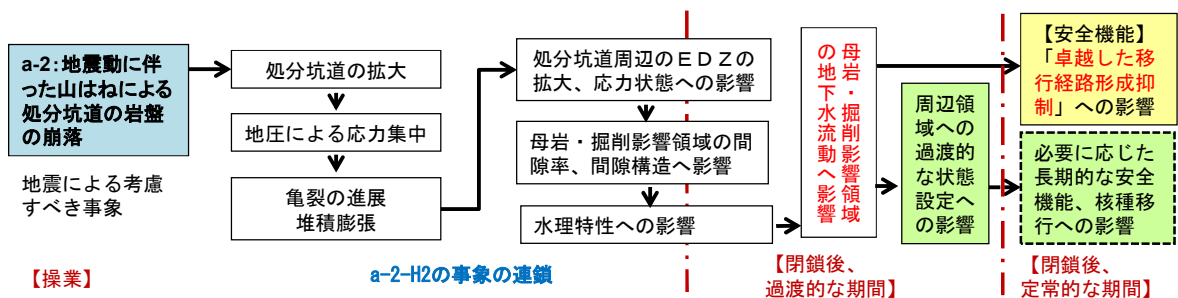 a-2:地震動に伴
った山はねによる
処分坑道の岩盤
の崩落
地震による考慮
すべき事象
【操業】
処分坑道の拡大
地圧による応力集中
亀裂の進展
堆積膨張
a-2-H2の事象の連鎖
処分坑道周辺のEDZの
拡大、応力状態への影響
母岩・掘削影響領域の間
隙率、間隙構造へ影響
水理特性への影響
母岩・掘削影響領域
の地下水流動へ影響
【閉鎖後、
過渡的な期間】
周辺領
域への
過渡的
な状態
設定へ
の影響
【安全機能】
「卓越した移
行経路形成抑
制」への影響
必要に応じた
長期的な安全
機能、核種移
行への影響
【閉鎖後、
定常的な期間】